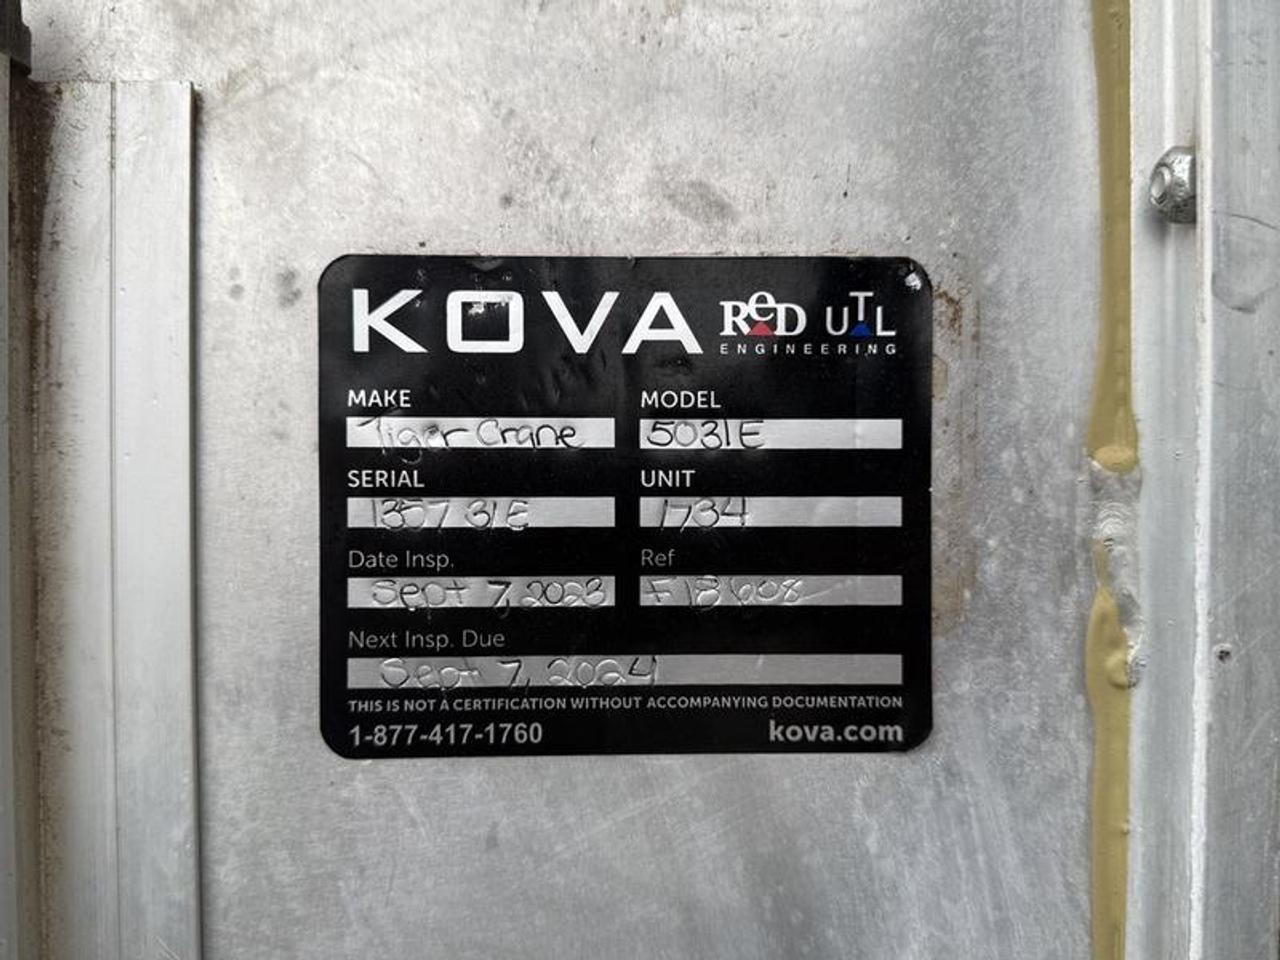 KOVA ReD UTL
ENGINEERING
MAKE MODEL
Tiger Crane 5031E
SERIAL UNIT
1357 31E 1734
Date Insp. Ref
Sept 7, 2023 F18608
Next Insp. Due
Sept 7, 2024
THIS IS NOT A CERTIFICATION WITHOUT ACCOMPANYING DOCUMENTATION
1-877-417-1760 kova.com